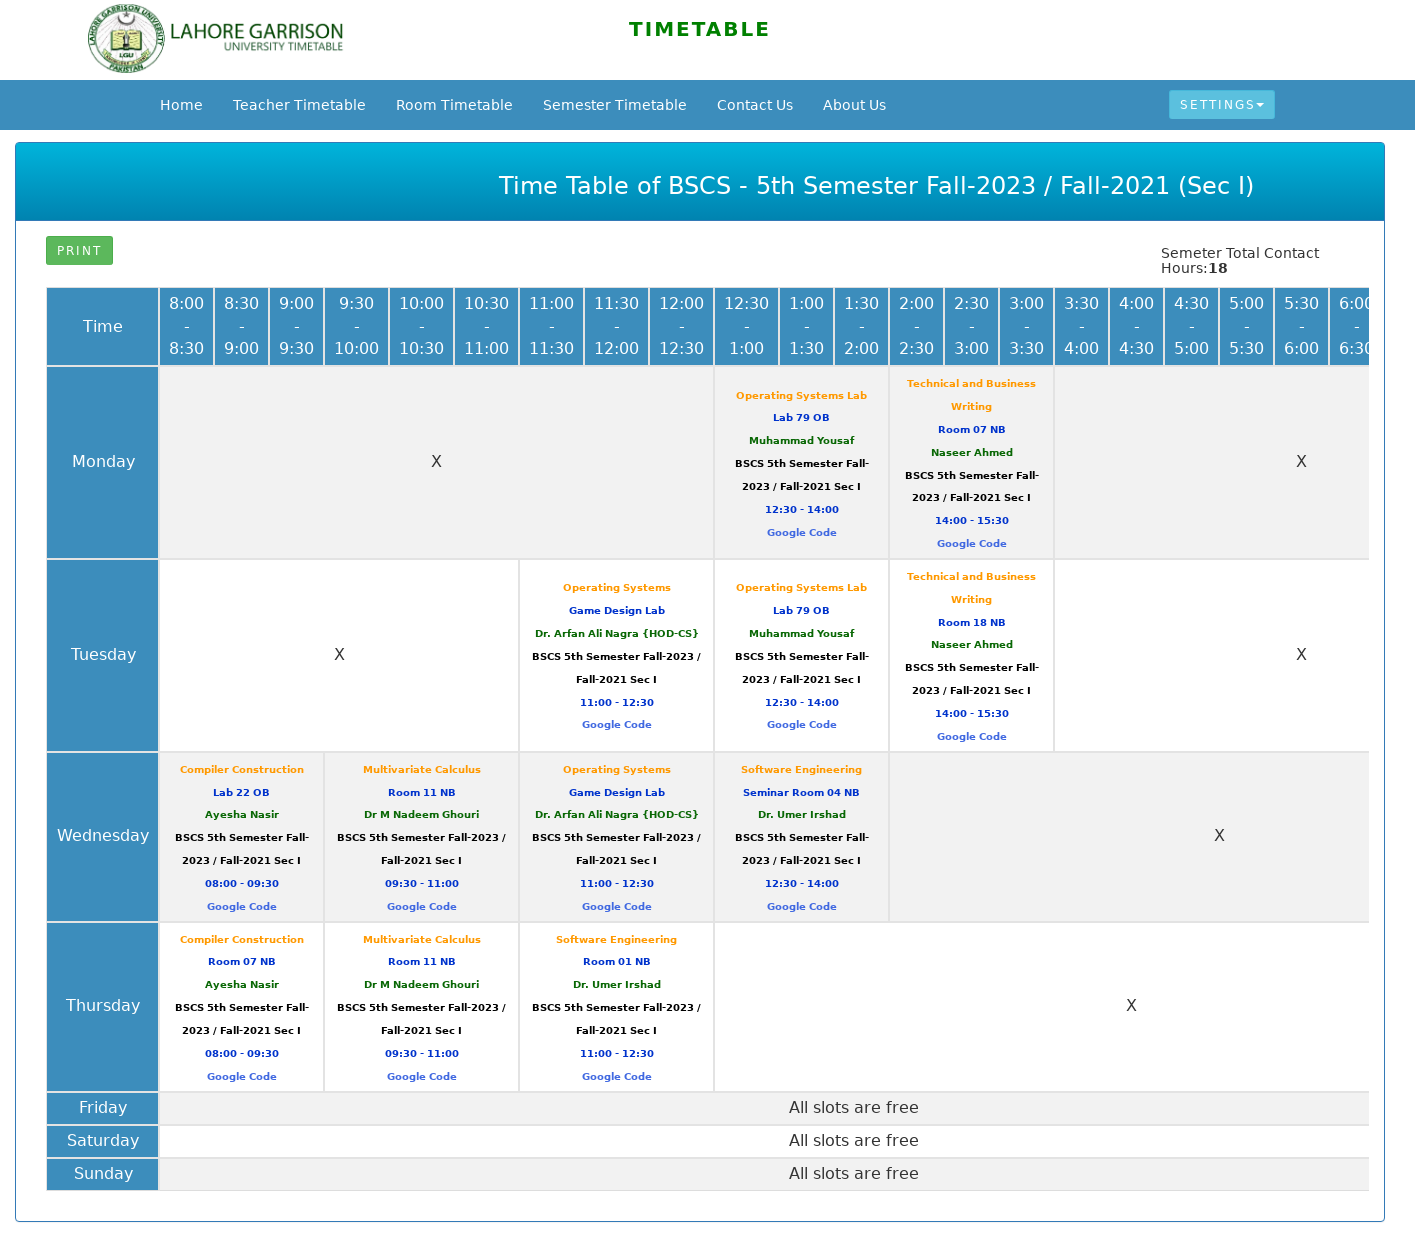 LAHORE GARRISON
UNIVERSITY TIMETABLE
LAHORE GARRISON UNIVERSITY
LGU
PAKISTAN
TIMETABLE
Home Teacher Timetable Room Timetable Semester Timetable Contact Us About Us SETTINGS
Time Table of BSCS - 5th Semester Fall-2023 / Fall-2021 (Sec I)
PRINT
Semeter Total Contact
Hours:18
Time
8:00 - 8:30
8:30 - 9:00
9:00 - 9:30
9:30 - 10:00
10:00 - 10:30
10:30 - 11:00
11:00 - 11:30
11:30 - 12:00
12:00 - 12:30
12:30 - 1:00
1:00 - 1:30
1:30 - 2:00
2:00 - 2:30
2:30 - 3:00
3:00 - 3:30
3:30 - 4:00
4:00 - 4:30
4:30 - 5:00
5:00 - 5:30
5:30 - 6:00
6:00 - 6:30
Monday
X
Operating Systems Lab
Lab 79 OB
Muhammad Yousaf
BSCS 5th Semester Fall-
2023 / Fall-2021 Sec I
12:30 - 14:00
Google Code
Technical and Business
Writing
Room 07 NB
Naseer Ahmed
BSCS 5th Semester Fall-
2023 / Fall-2021 Sec I
14:00 - 15:30
Google Code
X
Tuesday
X
Operating Systems
Game Design Lab
Dr. Arfan Ali Nagra {HOD-CS}
BSCS 5th Semester Fall-2023 /
Fall-2021 Sec I
11:00 - 12:30
Google Code
Operating Systems Lab
Lab 79 OB
Muhammad Yousaf
BSCS 5th Semester Fall-
2023 / Fall-2021 Sec I
12:30 - 14:00
Google Code
Technical and Business
Writing
Room 18 NB
Naseer Ahmed
BSCS 5th Semester Fall-
2023 / Fall-2021 Sec I
14:00 - 15:30
Google Code
X
Wednesday
Compiler Construction
Lab 22 OB
Ayesha Nasir
BSCS 5th Semester Fall-
2023 / Fall-2021 Sec I
08:00 - 09:30
Google Code
Multivariate Calculus
Room 11 NB
Dr M Nadeem Ghouri
BSCS 5th Semester Fall-2023 /
Fall-2021 Sec I
09:30 - 11:00
Google Code
Operating Systems
Game Design Lab
Dr. Arfan Ali Nagra {HOD-CS}
BSCS 5th Semester Fall-2023 /
Fall-2021 Sec I
11:00 - 12:30
Google Code
Software Engineering
Seminar Room 04 NB
Dr. Umer Irshad
BSCS 5th Semester Fall-
2023 / Fall-2021 Sec I
12:30 - 14:00
Google Code
X
Thursday
Compiler Construction
Room 07 NB
Ayesha Nasir
BSCS 5th Semester Fall-
2023 / Fall-2021 Sec I
08:00 - 09:30
Google Code
Multivariate Calculus
Room 11 NB
Dr M Nadeem Ghouri
BSCS 5th Semester Fall-2023 /
Fall-2021 Sec I
09:30 - 11:00
Google Code
Software Engineering
Room 01 NB
Dr. Umer Irshad
BSCS 5th Semester Fall-2023 /
Fall-2021 Sec I
11:00 - 12:30
Google Code
X
Friday
All slots are free
Saturday
All slots are free
Sunday
All slots are free